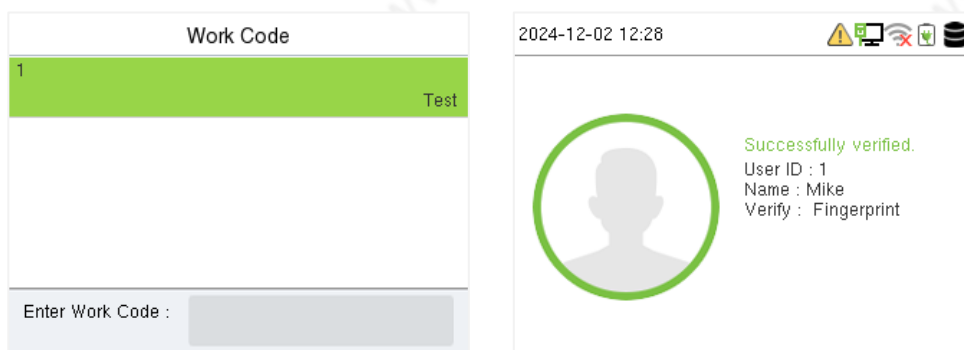 Work Code
1
Test
Enter Work Code :
2024-12-02 12:28
Successfully verified.
User ID : 1
Name : Mike
Verify : Fingerprint